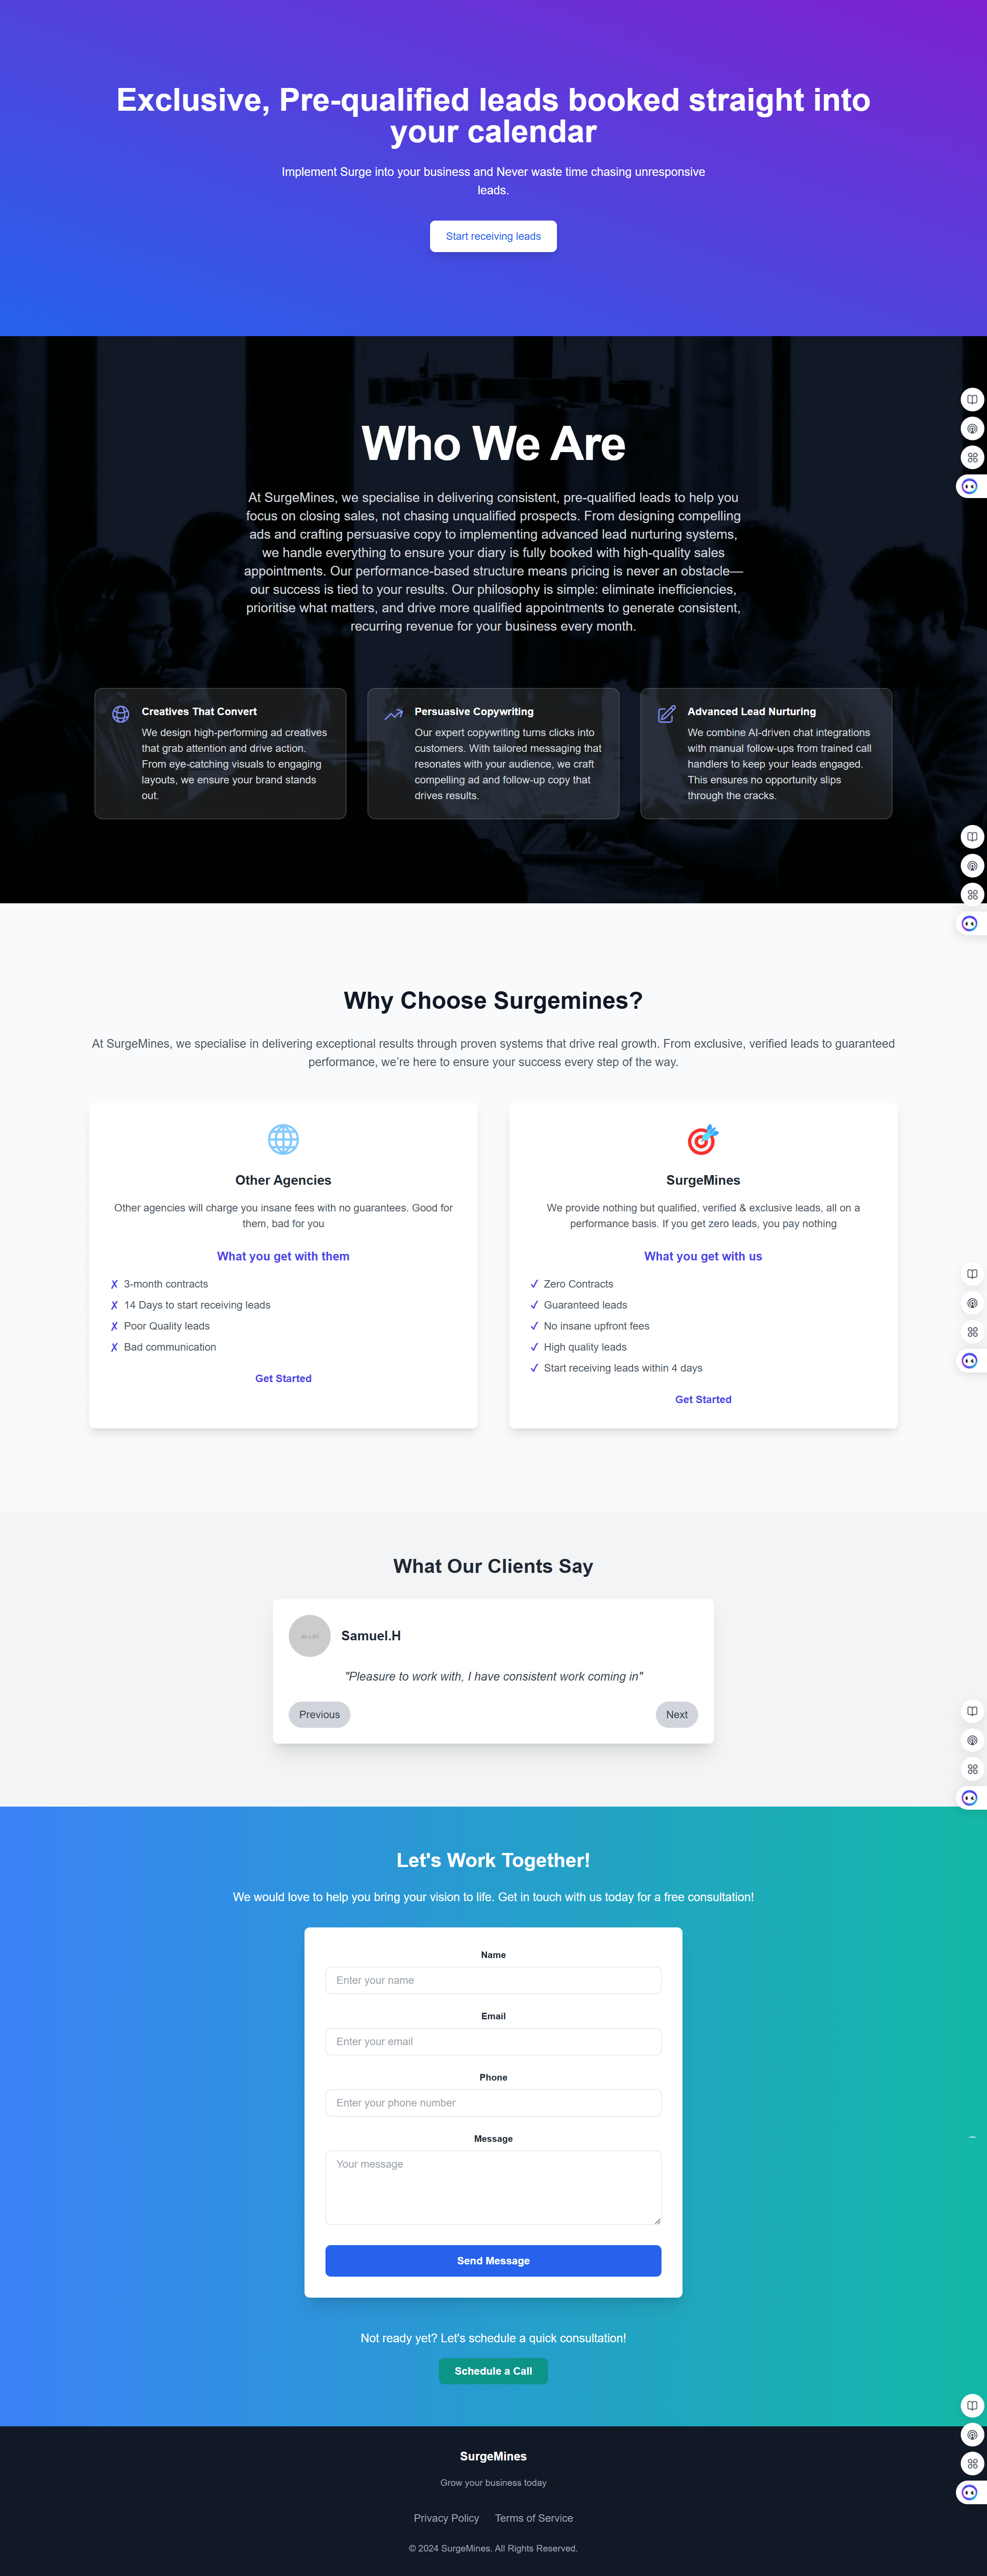 Exclusive, Pre-qualified leads booked straight into
your calendar
Implement Surge into your business and Never waste time chasing unresponsive
leads.
Start receiving leads
Who We Are
At SurgeMines, we specialise in delivering consistent, pre-qualified leads to help you
focus on closing sales, not chasing unqualified prospects. From designing compelling
ads and crafting persuasive copy to implementing advanced lead nurturing systems,
we handle everything to ensure your diary is fully booked with high-quality sales
appointments. Our performance-based structure means pricing is never an obstacle—
our success is tied to your results. Our philosophy is simple: eliminate inefficiencies,
prioritise what matters, and drive more qualified appointments to generate consistent,
recurring revenue for your business every month.
Creatives That Convert
We design high-performing ad creatives
that grab attention and drive action.
From eye-catching visuals to engaging
layouts, we ensure your brand stands
out.
Persuasive Copywriting
Our expert copywriting turns clicks into
customers. With tailored messaging that
resonates with your audience, we craft
compelling ad and follow-up copy that
drives results.
Advanced Lead Nurturing
We combine AI-driven chat integrations
with manual follow-ups from trained call
handlers to keep your leads engaged.
This ensures no opportunity slips
through the cracks.
Why Choose Surgemines?
At SurgeMines, we specialise in delivering exceptional results through proven systems that drive real growth. From exclusive, verified leads to guaranteed
performance, we're here to ensure your success every step of the way.
Other Agencies
Other agencies will charge you insane fees with no guarantees. Good for
them, bad for you
What you get with them
✗ 3-month contracts
✗ 14 Days to start receiving leads
✗ Poor Quality leads
✗ Bad communication
Get Started
SurgeMines
We provide nothing but qualified, verified & exclusive leads, all on a
performance basis. If you get zero leads, you pay nothing
What you get with us
✓ Zero Contracts
✓ Guaranteed leads
✓ No insane upfront fees
✓ High quality leads
✓ Start receiving leads within 4 days
Get Started
What Our Clients Say
Samuel.H
"Pleasure to work with, I have consistent work coming in"
Previous
Next
Let's Work Together!
We would love to help you bring your vision to life. Get in touch with us today for a free consultation!
Name
Enter your name
Email
Enter your email
Phone
Enter your phone number
Message
Your message
Send Message
Not ready yet? Let's schedule a quick consultation!
Schedule a Call
SurgeMines
Grow your business today
Privacy Policy
Terms of Service
© 2024 SurgeMines. All Rights Reserved.